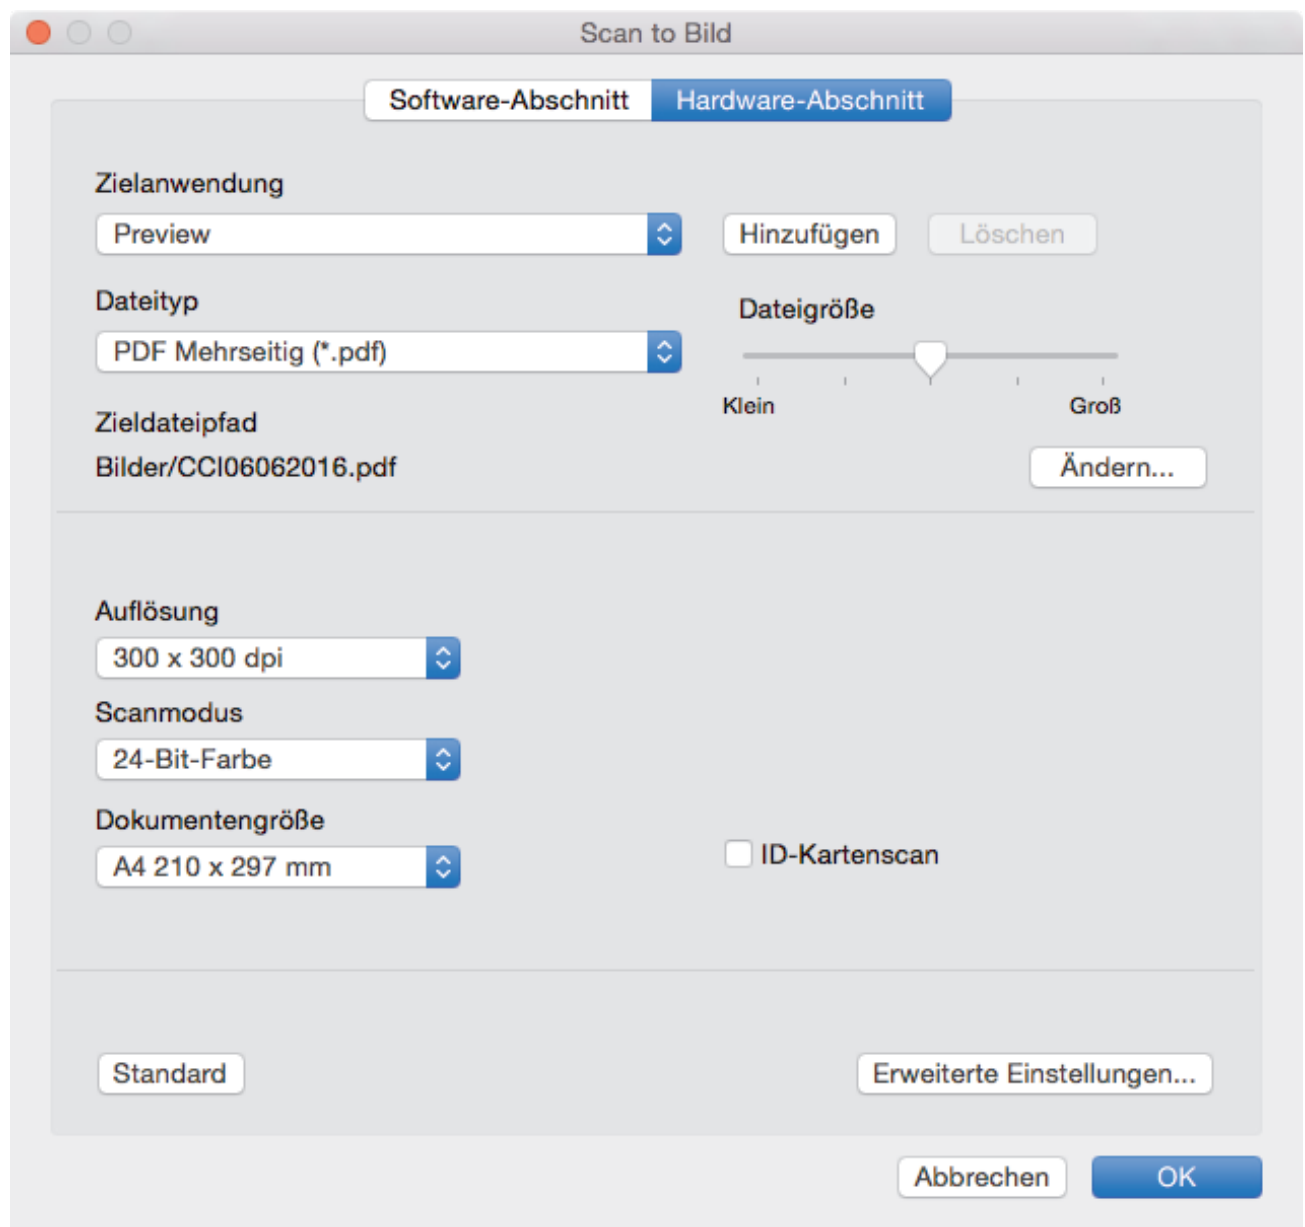 Scan to Bild
Software-Abschnitt Hardware-Abschnitt
Zielanwendung
Preview Hinzufügen Löschen
Dateityp
Dateigröße
PDF Mehrseitig (*.pdf)
Klein Groß
Zieldateipfad
Bilder/CCI06062016.pdf Ändern...
Auflösung
300 x 300 dpi
Scanmodus
24-Bit-Farbe
Dokumentengröße
A4 210 x 297 mm
ID-Kartenscan
Standard Erweiterte Einstellungen...
Abbrechen OK